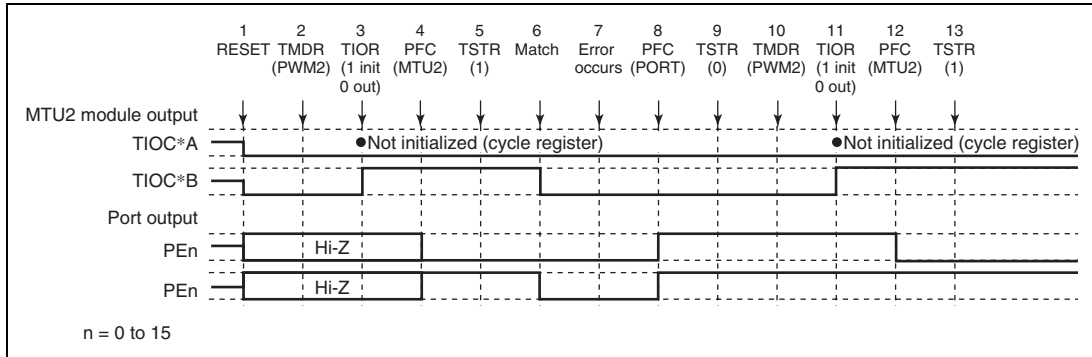 1 2 3 4 5 6 7 8 9 10 11 12 13
RESET TMDR TIOR PFC TSTR Match Error PFC TSTR TMDR TIOR PFC TSTR
(PWM2) (1 init (MTU2) (1) occurs (PORT) (0) (PWM2) (1 init (MTU2) (1)
0 out) 0 out)
MTU2 module output
TIOC*A ●Not initialized (cycle register) ●Not initialized (cycle register)
TIOC*B
Port output
PEn Hi-Z
PEn Hi-Z
n = 0 to 15